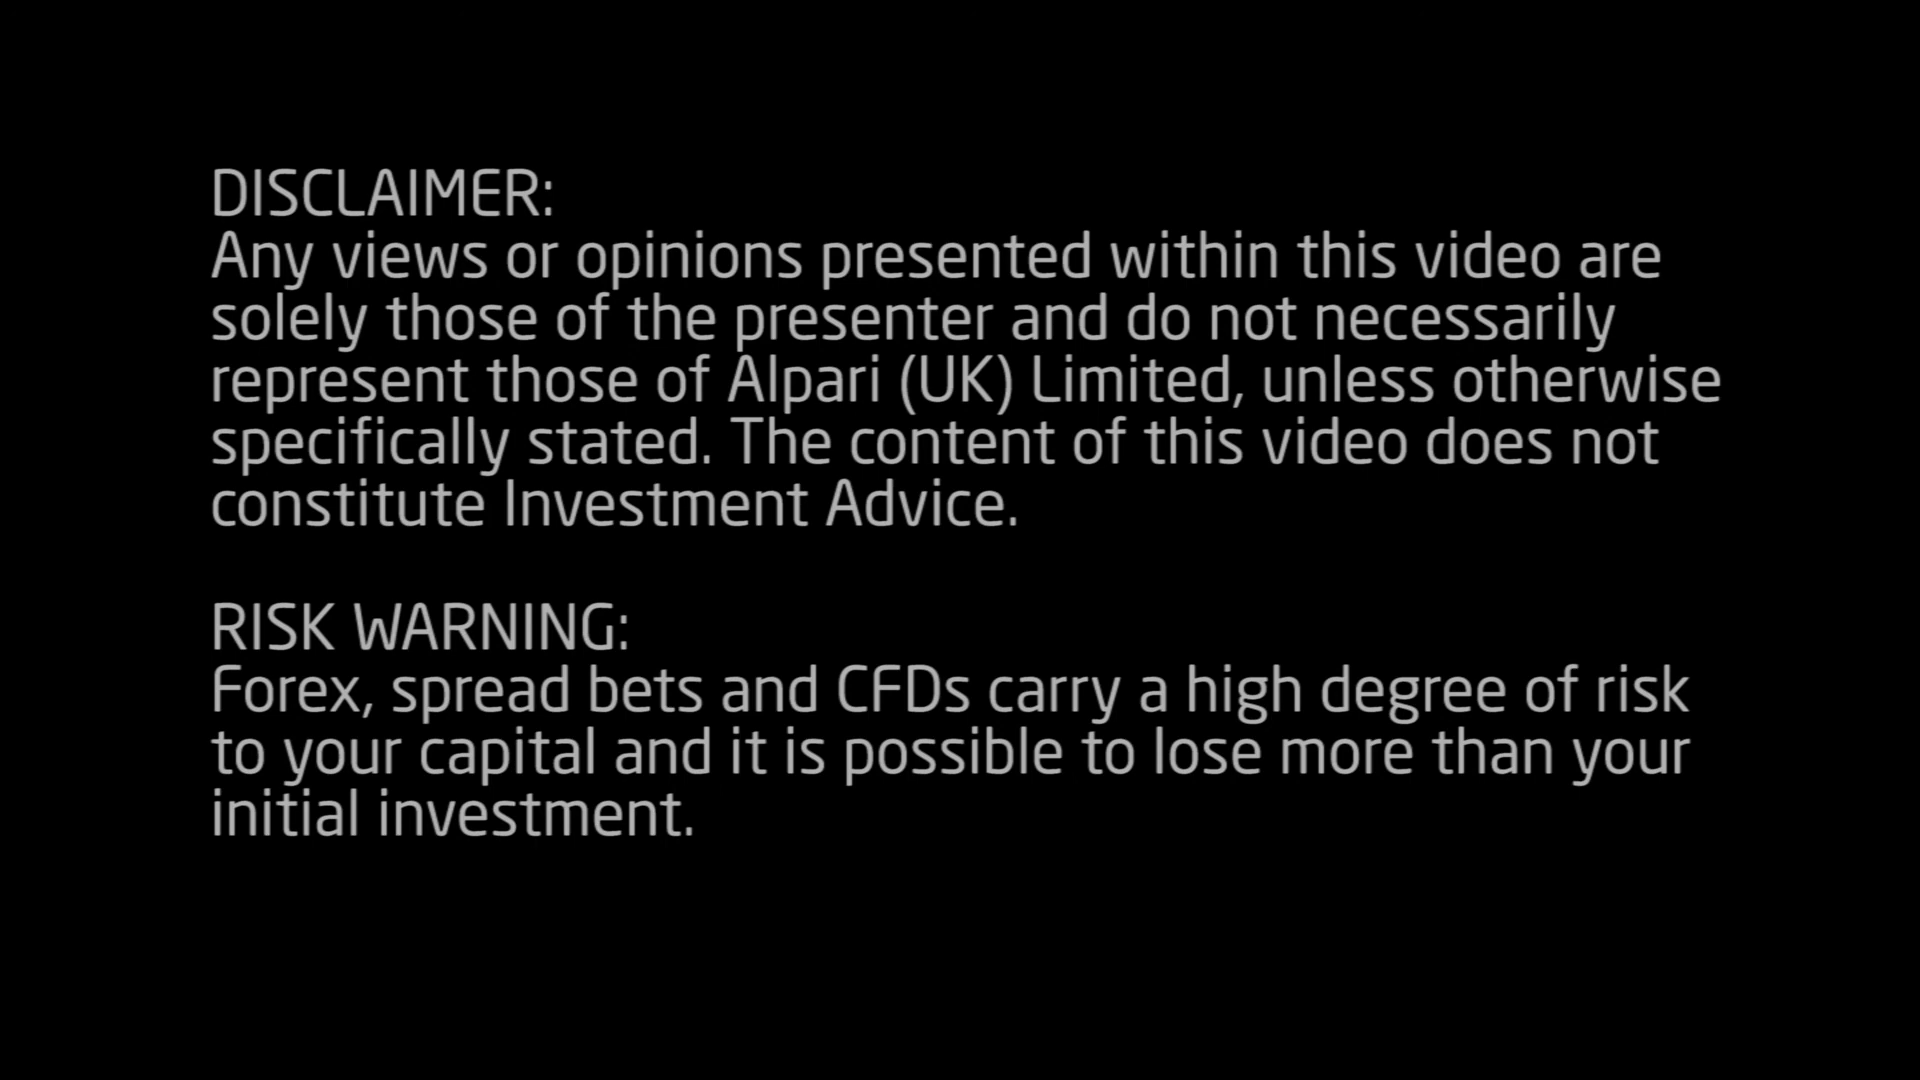 DISCLAIMER:
Any views or opinions presented within this video are
solely those of the presenter and do not necessarily
represent those of Alpari (UK) Limited, unless otherwise
specifically stated. The content of this video does not
constitute Investment Advice.
RISK WARNING:
Forex, spread bets and CFDs carry a high degree of risk
to your capital and it is possible to lose more than your
initial investment.